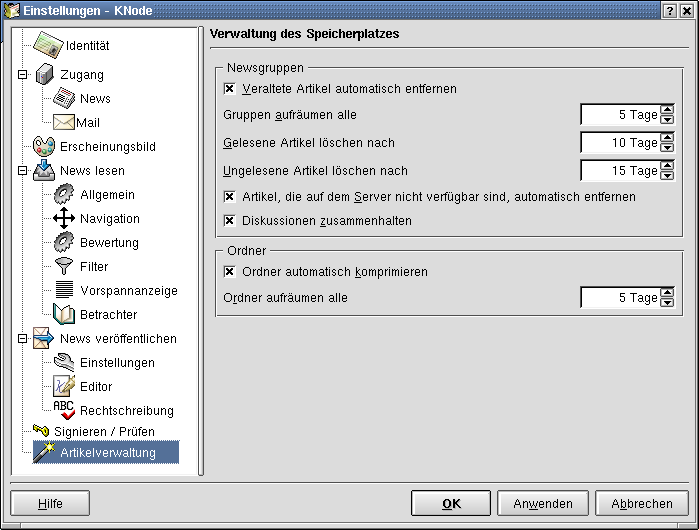 Einstellungen - KNode
Identität
Zugang
News
Mail
Erscheinungsbild
News lesen
Allgemein
Navigation
Bewertung
Filter
Vorspannanzeige
Betrachter
News veröffentlichen
Einstellungen
Editor
ABC Rechtschreibung
Signieren / Prüfen
Artikelverwaltung
Verwaltung des Speicherplatzes
Newsgruppen
Veraltete Artikel automatisch entfernen
Gruppen aufräumen alle 5 Tage
Gelesene Artikel löschen nach 10 Tage
Ungelesene Artikel löschen nach 15 Tage
Artikel, die auf dem Server nicht verfügbar sind, automatisch entfernen
Diskussionen zusammenhalten
Ordner
Ordner automatisch komprimieren
Ordner aufräumen alle 5 Tage
Hilfe
OK
Anwenden
Abbrechen